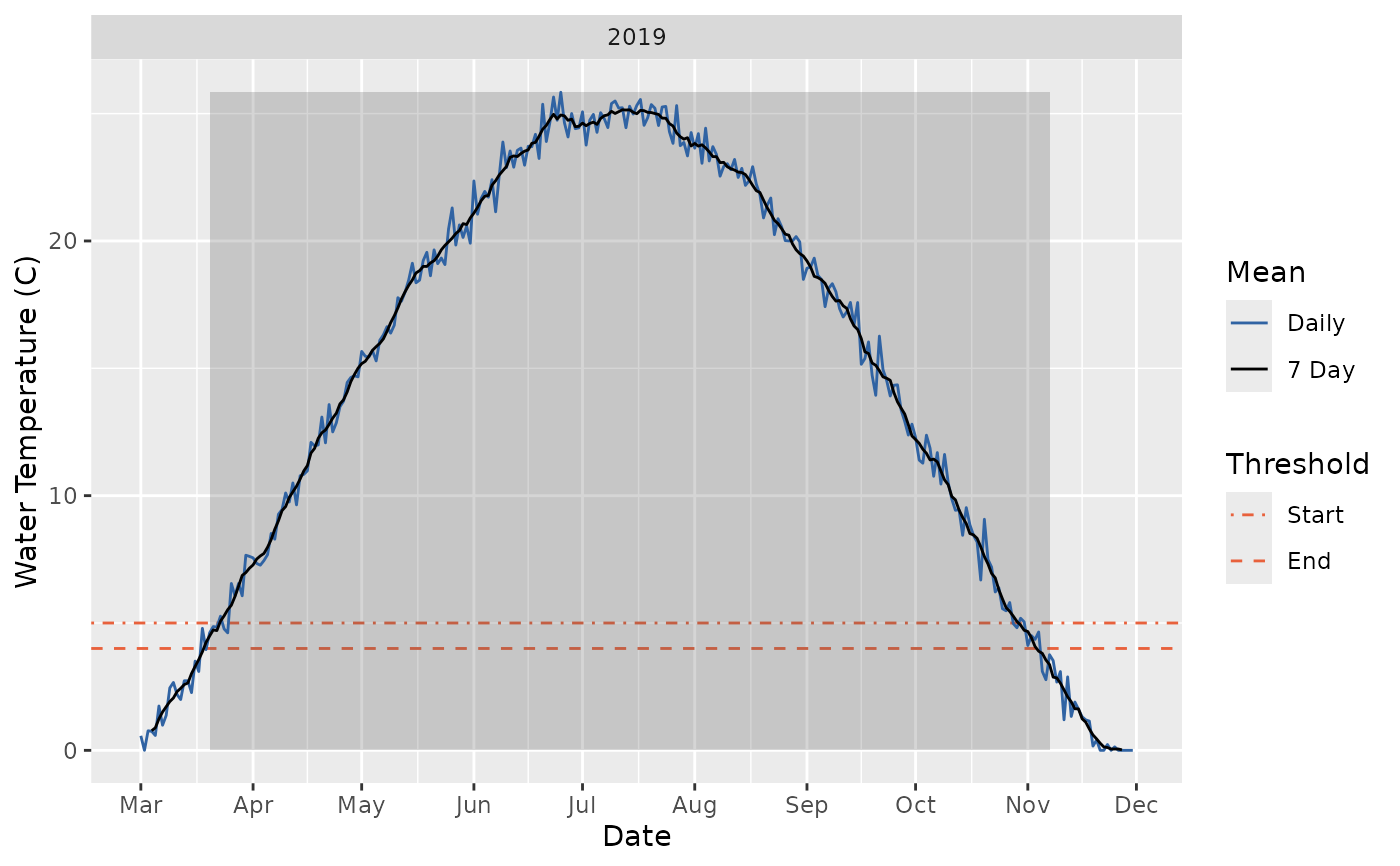 2019
Water Temperature (C)
20
10
0
Mar Apr May Jun Jul Aug Sep Oct Nov Dec
Date
Mean
Daily
7 Day
Threshold
Start
End